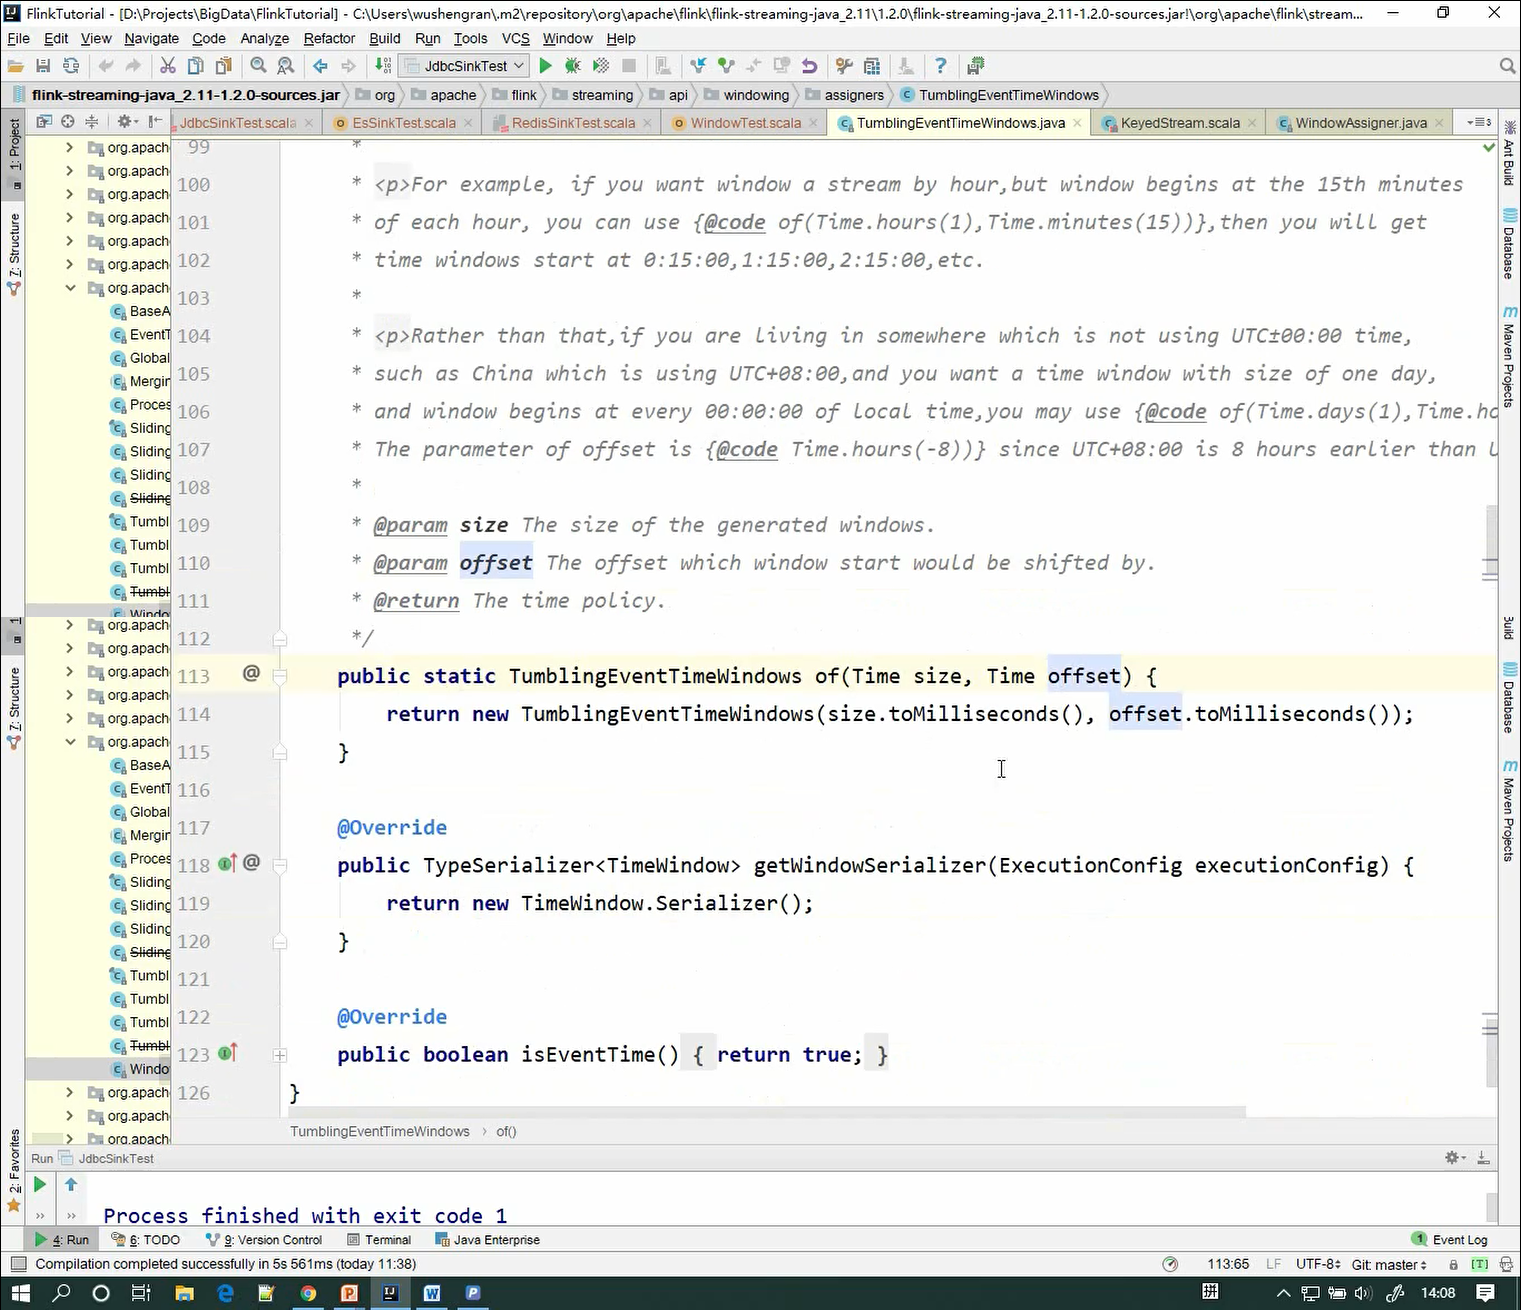 FlinkTutorial - [D:\Projects\BigData\FlinkTutorial] - C:\Users\wushengran\.m2\repository\org\apache\flink\flink-streaming-java_2.11\1.2.0\flink-streaming-java_2.11-1.2.0-sources.jar!\org\apache\flink\stream...
File Edit View Navigate Code Analyze Refactor Build Run Tools VCS Window Help
JdbcSinkTest
flink-streaming-java_2.11-1.2.0-sources.jar org apache flink streaming api windowing assigners TumblingEventTimeWindows
1: Project
JdbcSinkTest.scala EsSinkTest.scala RedisSinkTest.scala WindowTest.scala TumblingEventTimeWindows.java KeyedStream.scala WindowAssigner.java
Ant Build
7: Structure
Database
Maven Projects
org.apach
org.apach
org.apach
org.apach
org.apach
org.apach
org.apach
BaseA
EventT
Global
Mergin
Proces
Sliding
Sliding
Sliding
Sliding
Tumbl
Tumbl
Tumbl
Tumbl
Windo
org.apach
org.apach
org.apach
org.apach
org.apach
org.apach
BaseA
EventT
Global
Mergin
Proces
Sliding
Sliding
Sliding
Sliding
Tumbl
Tumbl
Tumbl
Tumbl
Windo
org.apach
org.apach
org.apach
7: Structure
2: Favorites
Build
Database
Maven Projects
99 *
100 * <p>For example, if you want window a stream by hour,but window begins at the 15th minutes
101 * of each hour, you can use {@code of(Time.hours(1),Time.minutes(15))},then you will get
102 * time windows start at 0:15:00,1:15:00,2:15:00,etc.
103 *
104 * <p>Rather than that,if you are living in somewhere which is not using UTC±00:00 time,
105 * such as China which is using UTC+08:00,and you want a time window with size of one day,
106 * and window begins at every 00:00:00 of local time,you may use {@code of(Time.days(1),Time.ho
107 * The parameter of offset is {@code Time.hours(-8))} since UTC+08:00 is 8 hours earlier than U
108 *
109 * @param size The size of the generated windows.
110 * @param offset The offset which window start would be shifted by.
111 * @return The time policy.
112 */
113 @ public static TumblingEventTimeWindows of(Time size, Time offset) {
114 return new TumblingEventTimeWindows(size.toMilliseconds(), offset.toMilliseconds());
115 }
116
117 @Override
118 @ public TypeSerializer<TimeWindow> getWindowSerializer(ExecutionConfig executionConfig) {
119 return new TimeWindow.Serializer();
120 }
121
122 @Override
123 public boolean isEventTime() { return true; }
126 }
TumblingEventTimeWindows › of()
Run JdbcSinkTest
Process finished with exit code 1
4: Run 6: TODO 9: Version Control Terminal Java Enterprise 1 Event Log
Compilation completed successfully in 5s 561ms (today 11:38) 113:65 LF UTF-8 Git: master [T]
拼 14:08